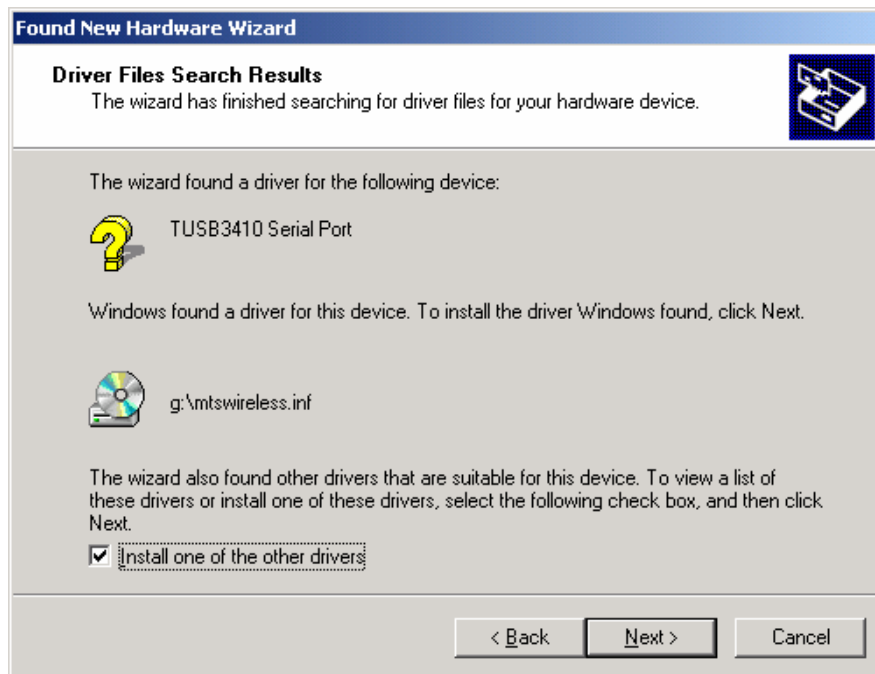 Found New Hardware Wizard
Driver Files Search Results
The wizard has finished searching for driver files for your hardware device.
The wizard found a driver for the following device:
TUSB3410 Serial Port
Windows found a driver for this device. To install the driver Windows found, click Next.
g:\mtswireless.inf
The wizard also found other drivers that are suitable for this device. To view a list of
these drivers or install one of these drivers, select the following check box, and then click
Next.
Install one of the other drivers
< Back Next > Cancel